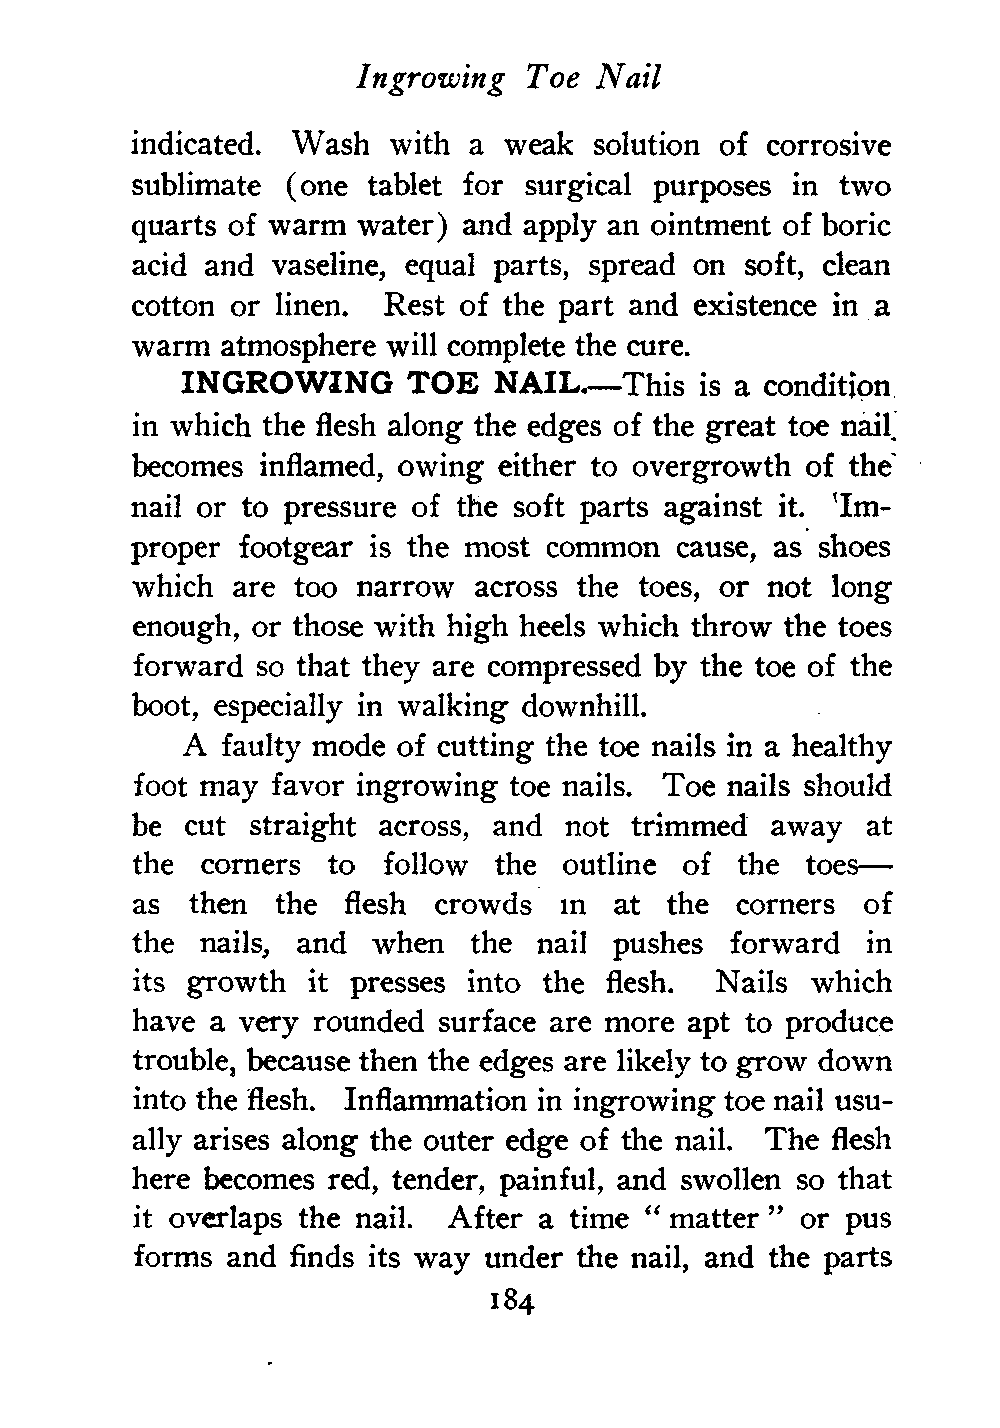 Ingrowing Toe Nail
indicated. Wash with a weak solution of corrosive
sublimate (one tablet for surgical purposes in two
quarts of warm water) and apply an ointment of boric
acid and vaseline, equal parts, spread on soft, clean
cotton or linen. Rest of the part and existence in a
warm atmosphere will complete the cure.
INGROWING TOE NAIL.—This is a condition
in which the flesh along the edges of the great toe nail
becomes inflamed, owing either to overgrowth of the
nail or to pressure of the soft parts against it. Im-
proper footgear is the most common cause, as shoes
which are too narrow across the toes, or not long
enough, or those with high heels which throw the toes
forward so that they are compressed by the toe of the
boot, especially in walking downhill.
A faulty mode of cutting the toe nails in a healthy
foot may favor ingrowing toe nails. Toe nails should
be cut straight across, and not trimmed away at
the corners to follow the outline of the toes—
as then the flesh crowds in at the corners of
the nails, and when the nail pushes forward in
its growth it presses into the flesh. Nails which
have a very rounded surface are more apt to produce
trouble, because then the edges are likely to grow down
into the flesh. Inflammation in ingrowing toe nail usu-
ally arises along the outer edge of the nail. The flesh
here becomes red, tender, painful, and swollen so that
it overlaps the nail. After a time “matter” or pus
forms and finds its way under the nail, and the parts
184